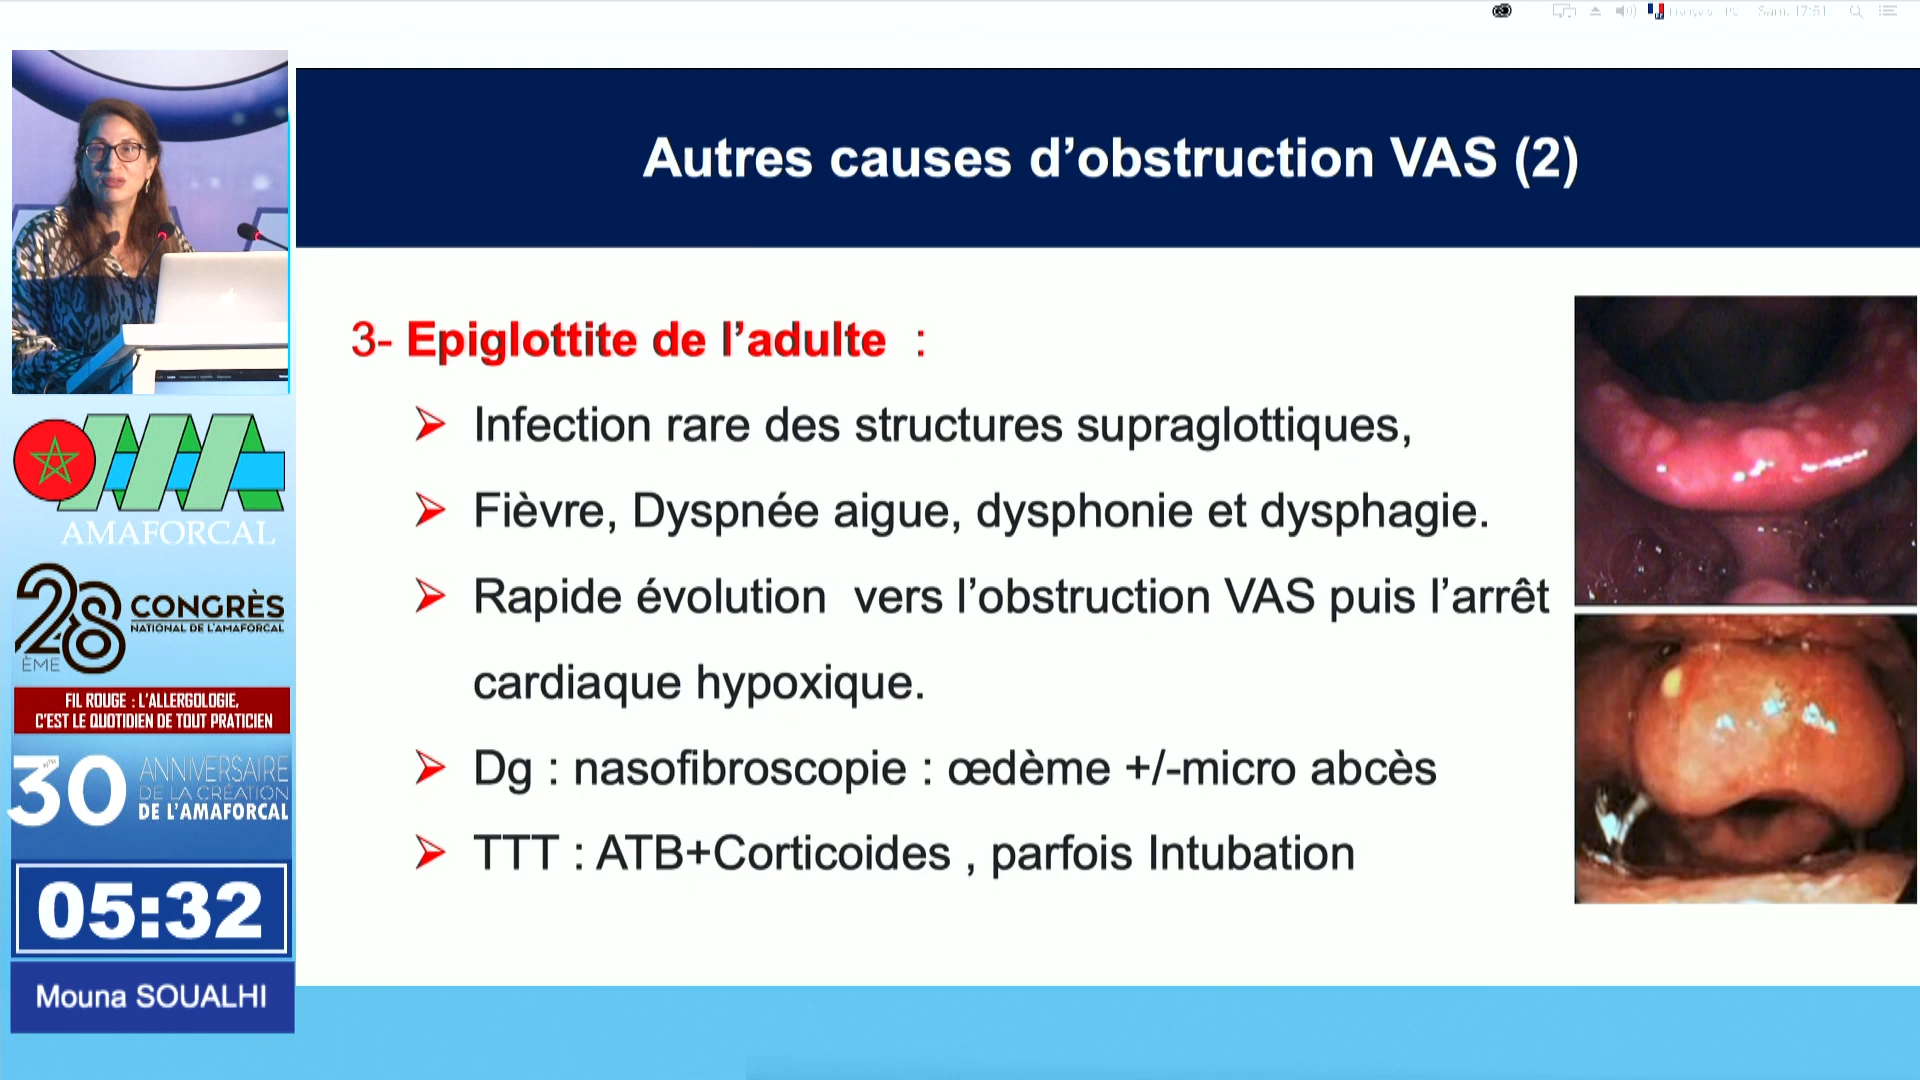 Autres causes d’obstruction VAS (2)
3- Epiglottite de l’adulte :
Infection rare des structures supraglottiques,
Fièvre, Dyspnée aigue, dysphonie et dysphagie.
Rapide évolution vers l’obstruction VAS puis l’arrêt
cardiaque hypoxique.
Dg : nasofibroscopie : œdème +/-micro abcès
TTT : ATB+Corticoides , parfois Intubation
AMAFORCAL
28 ÈME CONGRÈS
NATIONAL DE L'AMAFORCAL
FIL ROUGE : L'ALLERGOLOGIE,
C'EST LE QUOTIDIEN DE TOUT PRATICIEN
30 ANNIVERSAIRE
DE LA CRÉATION
DE L'AMAFORCAL
05:32
Mouna SOUALHI